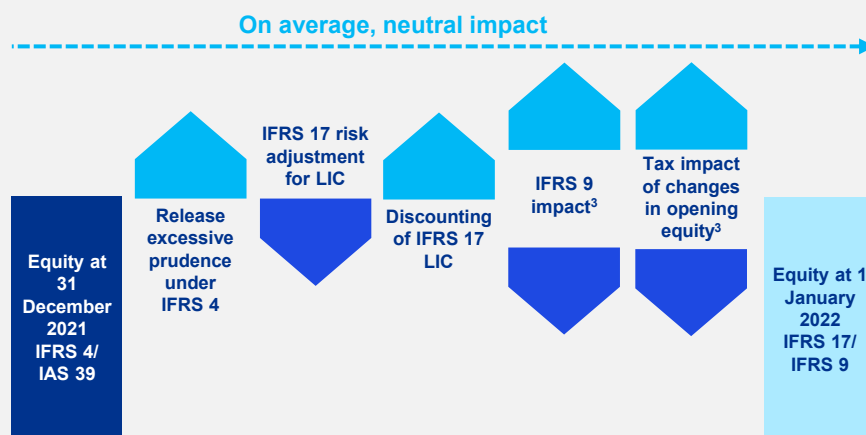 On average, neutral impact
Equity at
31
December
2021
IFRS 4/
IAS 39
Release
excessive
prudence
under
IFRS 4
IFRS 17 risk
adjustment
for LIC
Discounting
of IFRS 17
LIC
IFRS 9
impact³
Tax impact
of changes
in opening
equity³
Equity at 1
January
2022
IFRS 17/
IFRS 9